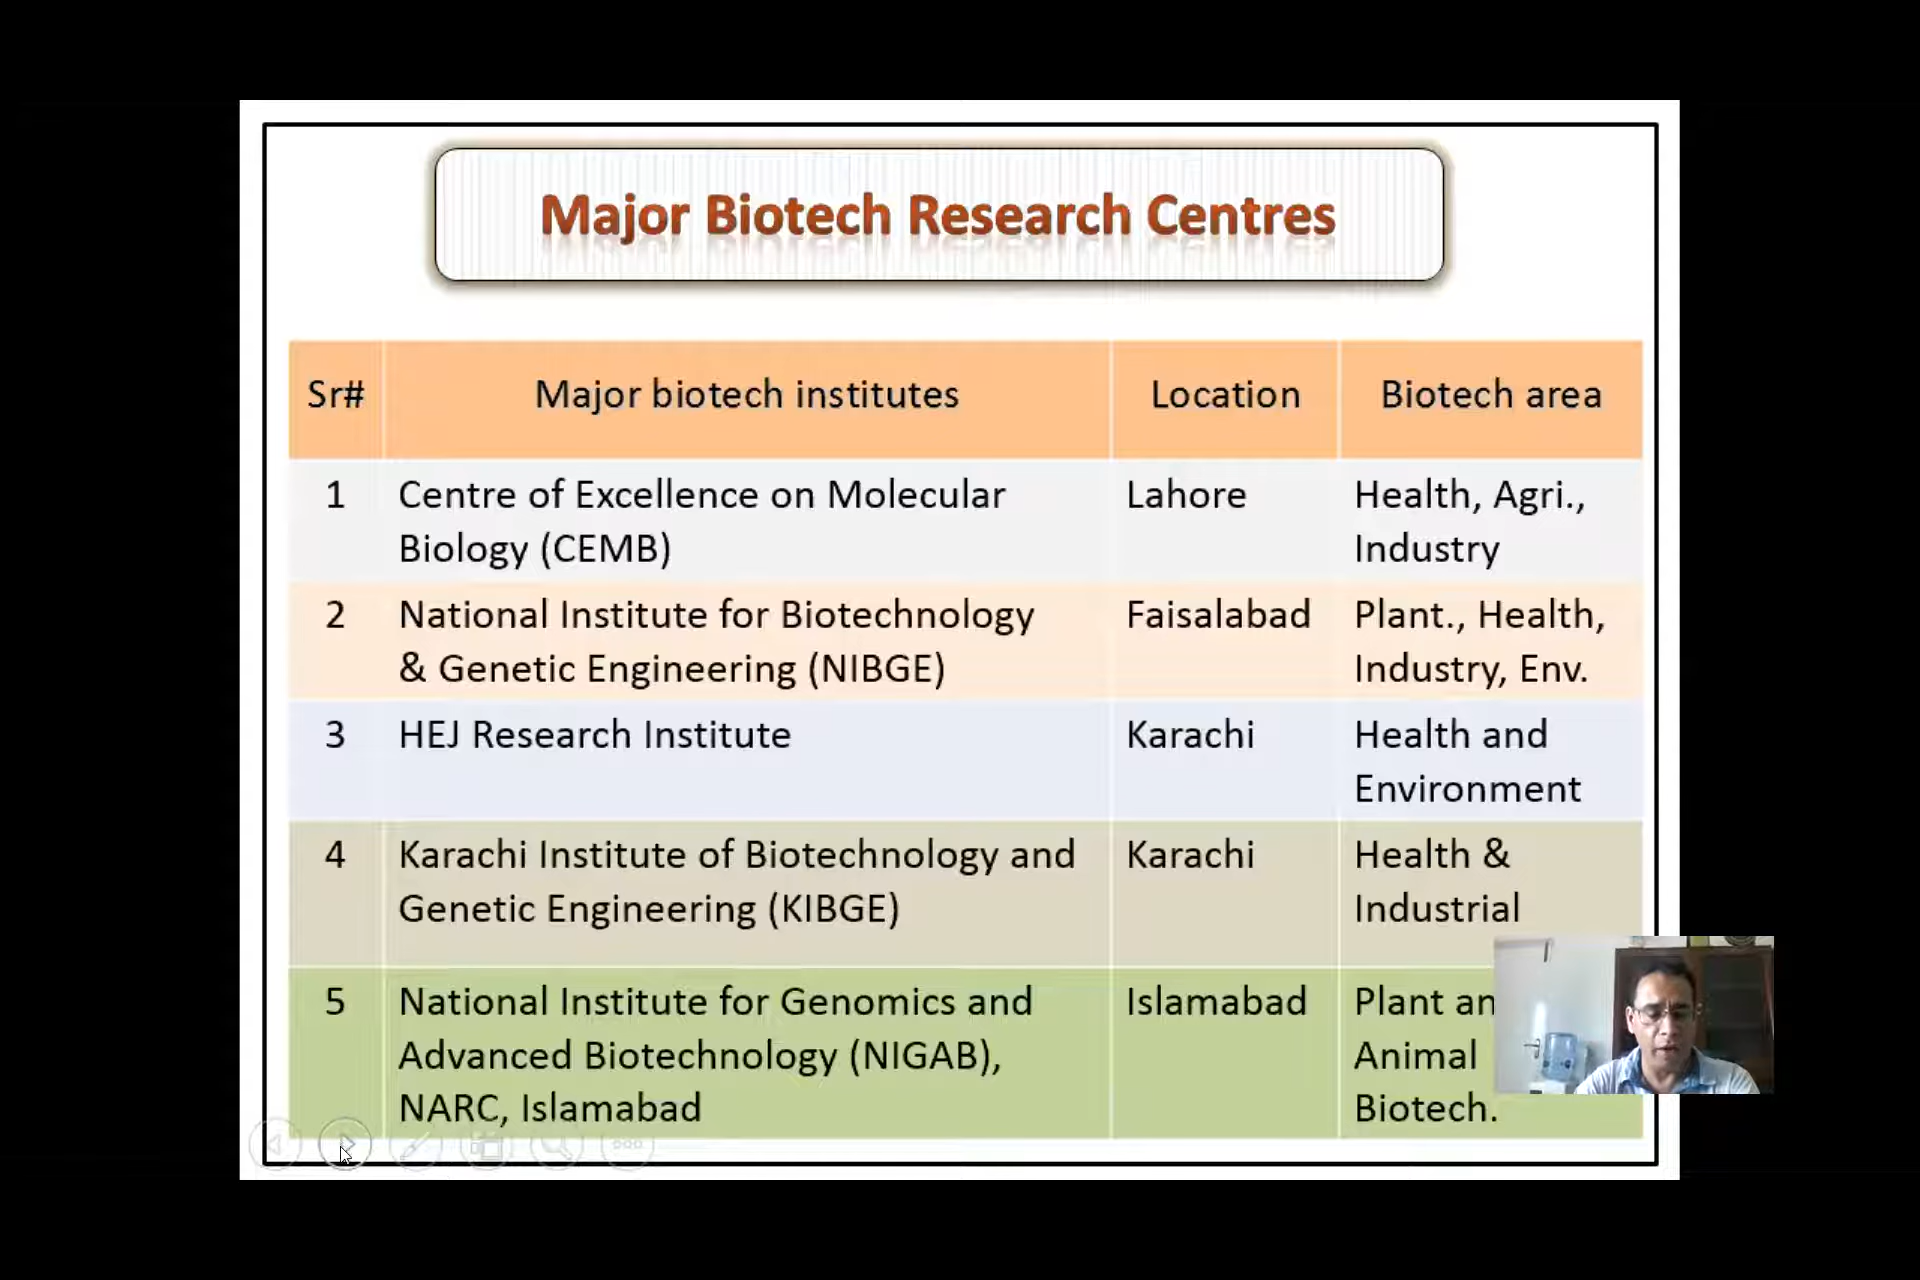 Major Biotech Research Centres
Sr# Major biotech institutes Location Biotech area
1 Centre of Excellence on Molecular Lahore Health, Agri.,
Biology (CEMB) Industry
2 National Institute for Biotechnology Faisalabad Plant., Health,
& Genetic Engineering (NIBGE) Industry, Env.
3 HEJ Research Institute Karachi Health and
Environment
4 Karachi Institute of Biotechnology and Karachi Health &
Genetic Engineering (KIBGE) Industrial
5 National Institute for Genomics and Islamabad Plant
Advanced Biotechnology (NIGAB), Animal
NARC, Islamabad Biotech.